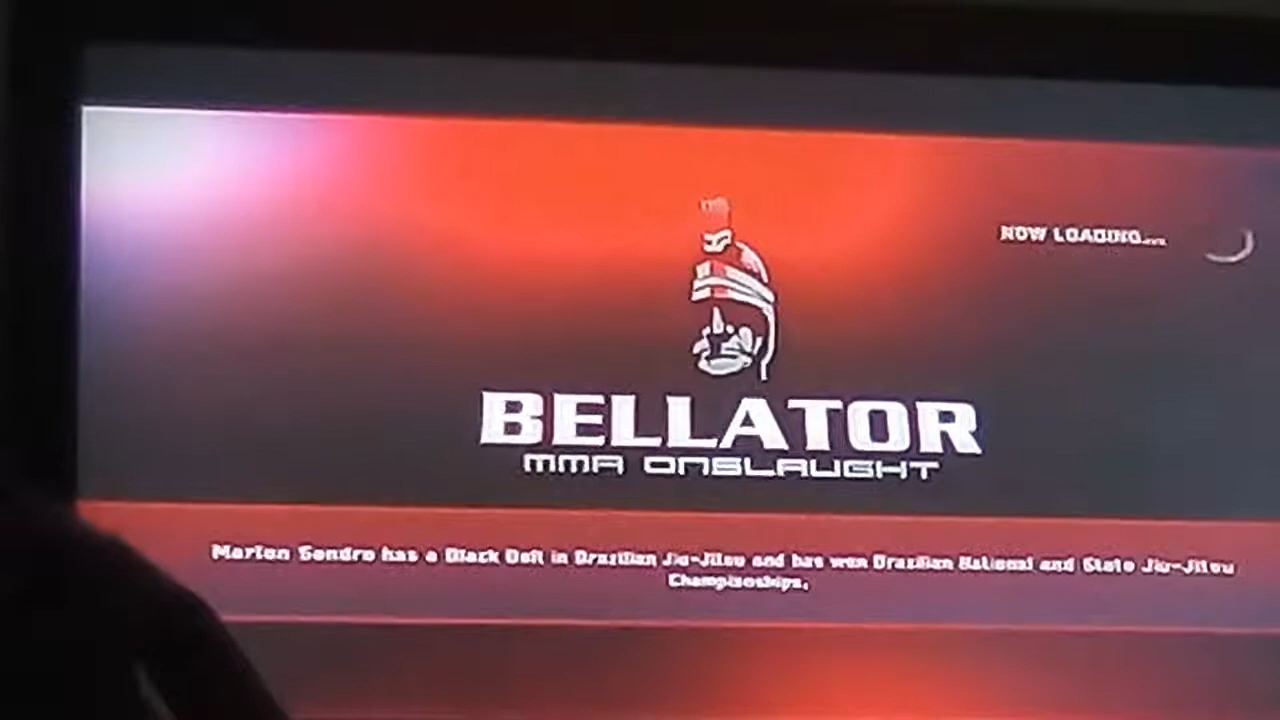 NOW LOADING...
BELLATOR
MMA ONSLAUGHT
Marlon Sandro has a Black Belt in Brazilian Jiu-Jitsu and has won Brazilian National and State Jiu-Jitsu
Championships.